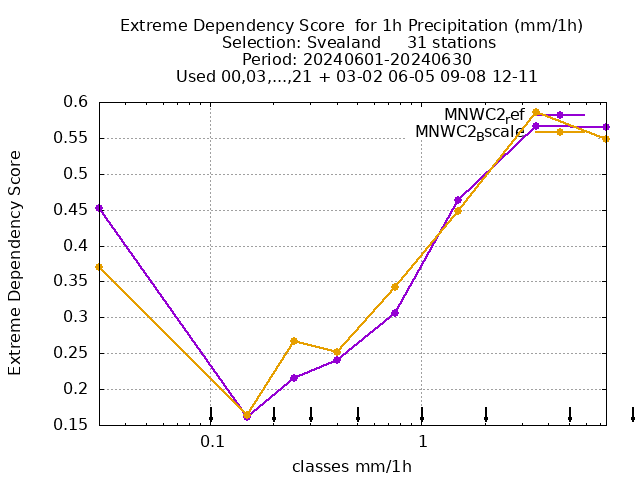 Extreme Dependency Score  for 1h Precipitation (mm/1h)
Selection: Svealand     31 stations
Period: 20240601-20240630
Used 00,03,...,21 + 03-02 06-05 09-08 12-11
MNWC2ref
MNWC2Bscale
0.6
0.55
0.5
0.45
0.4
0.35
0.3
0.25
0.2
0.15
Extreme Dependency Score
0.1
1
classes mm/1h